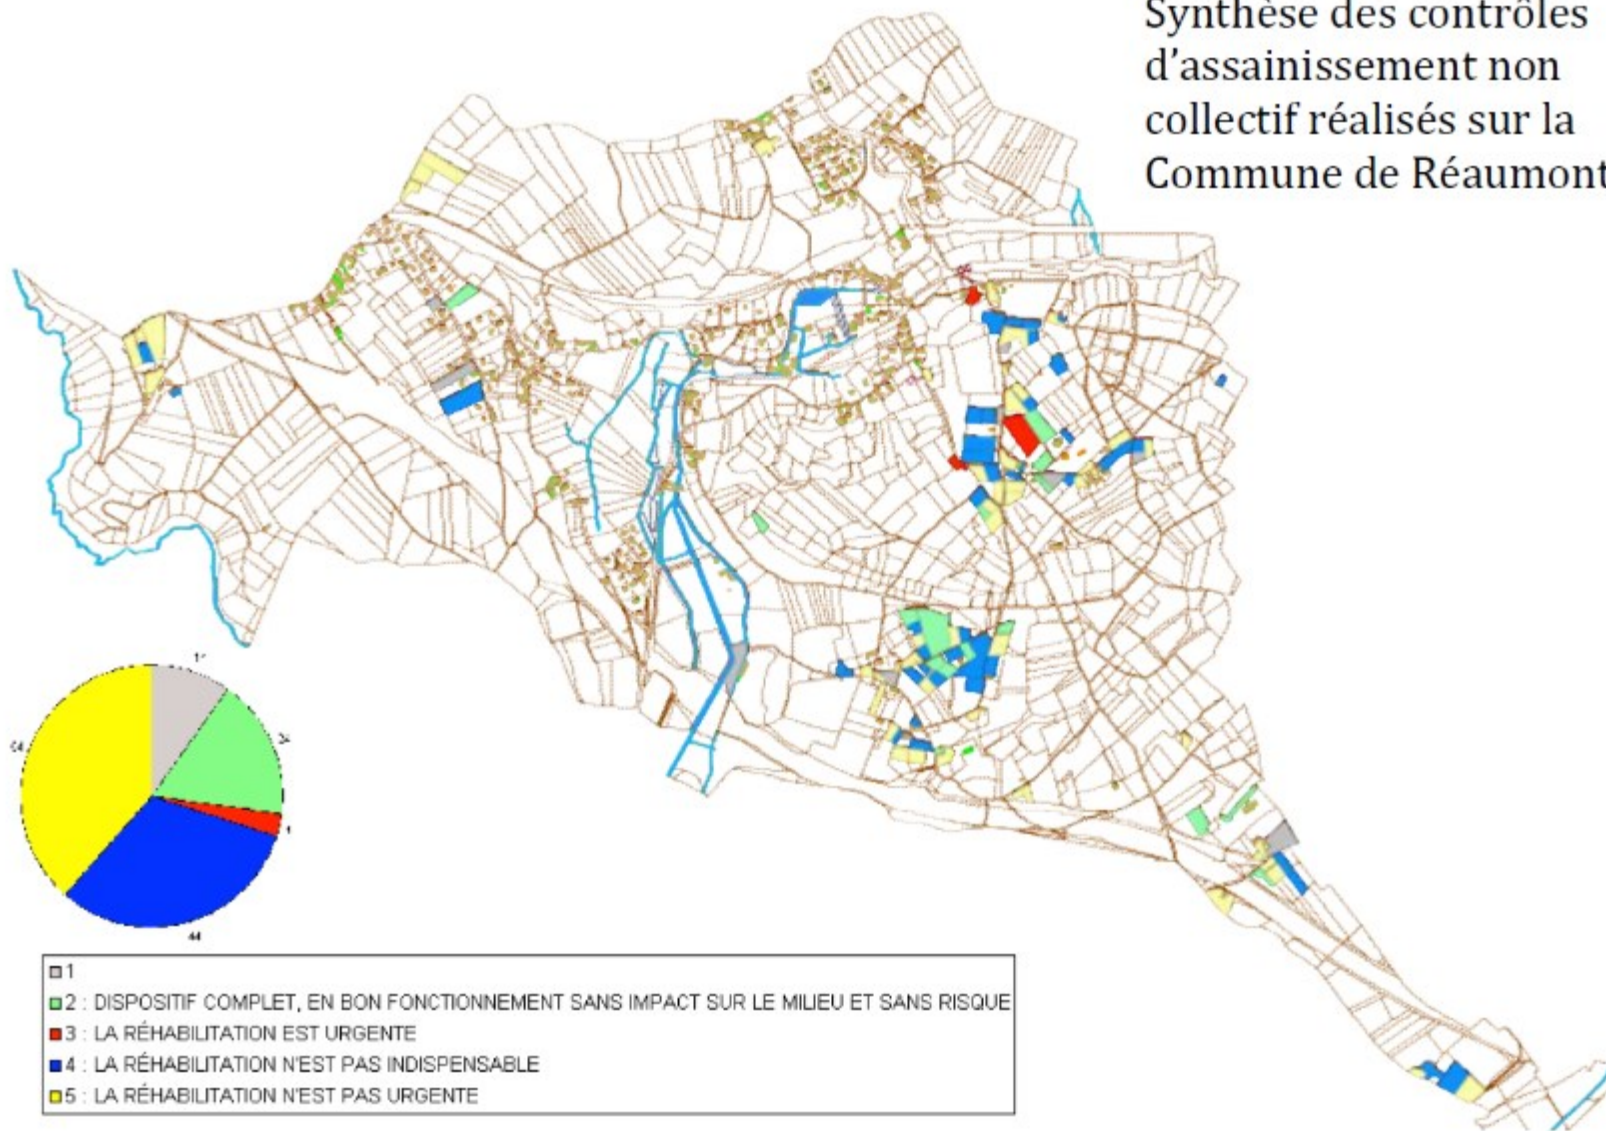 Synthèse des contrôles
d'assainissement non
collectif réalisés sur la
Commune de Réaumont
44
1
2 : DISPOSITIF COMPLET, EN BON FONCTIONNEMENT SANS IMPACT SUR LE MILIEU ET SANS RISQUE
3 : LA RÉHABILITATION EST URGENTE
4 : LA RÉHABILITATION N'EST PAS INDISPENSABLE
5 : LA RÉHABILITATION N'EST PAS URGENTE